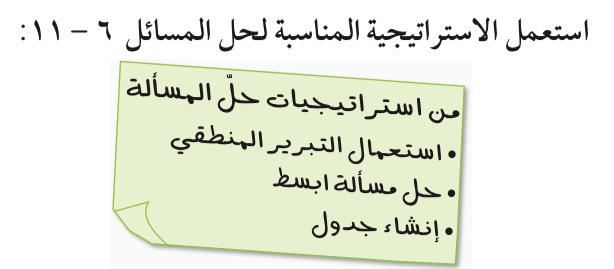 استعمل الاستراتيجية المناسبة لحل المسائل ٦ – ١١ :
من استراتيجيات حلّ المسألة
• استعمال التبرير المنطقي
• حل مسألة ابسط
• إنشاء جدول